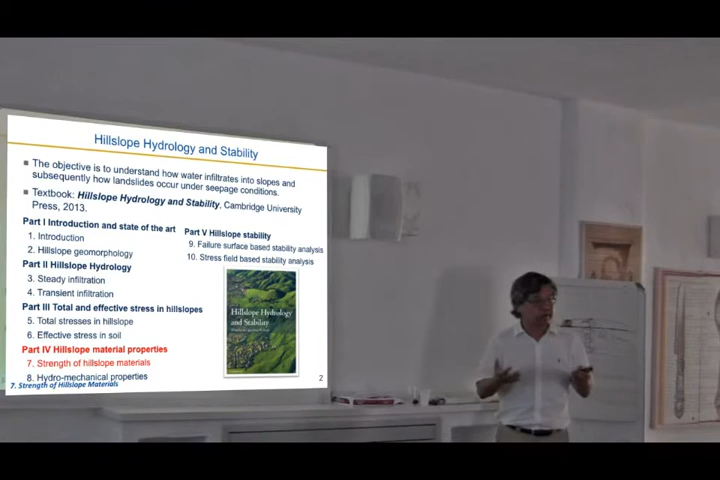 Hillslope Hydrology and Stability
The objective is to understand how water infiltrates into slopes and
subsequently how landslides occur under seepage conditions.
Textbook: Hillslope Hydrology and Stability, Cambridge University
Press, 2013.
Part I Introduction and state of the art
1. Introduction
2. Hillslope geomorphology
Part II Hillslope Hydrology
3. Steady infiltration
4. Transient infiltration
Part III Total and effective stress in hillslopes
5. Total stresses in hillslope
6. Effective stress in soil
Part IV Hillslope material properties
7. Strength of hillslope materials
8. Hydro-mechanical properties
Part V Hillslope stability
9. Failure surface based stability analysis
10. Stress field based stability analysis
Hillslope Hydrology
and Stability
7. Strength of Hillslope Materials
2